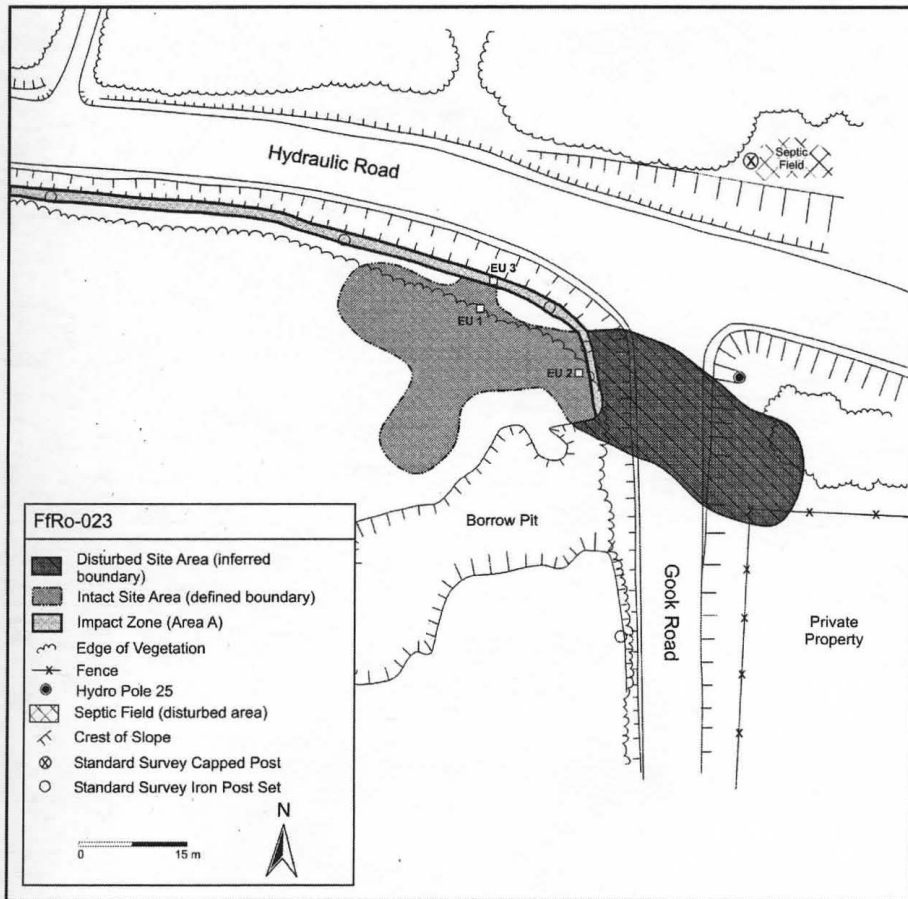 Hydraulic Road
Septic
Field
EU 3
EU 1
EU 2
Borrow Pit
Gook Road
Private
Property
FfRo-023
Disturbed Site Area (inferred
boundary)
Intact Site Area (defined boundary)
Impact Zone (Area A)
Edge of Vegetation
Fence
Hydro Pole 25
Septic Field (disturbed area)
Crest of Slope
Standard Survey Capped Post
Standard Survey Iron Post Set
N
0 15 m